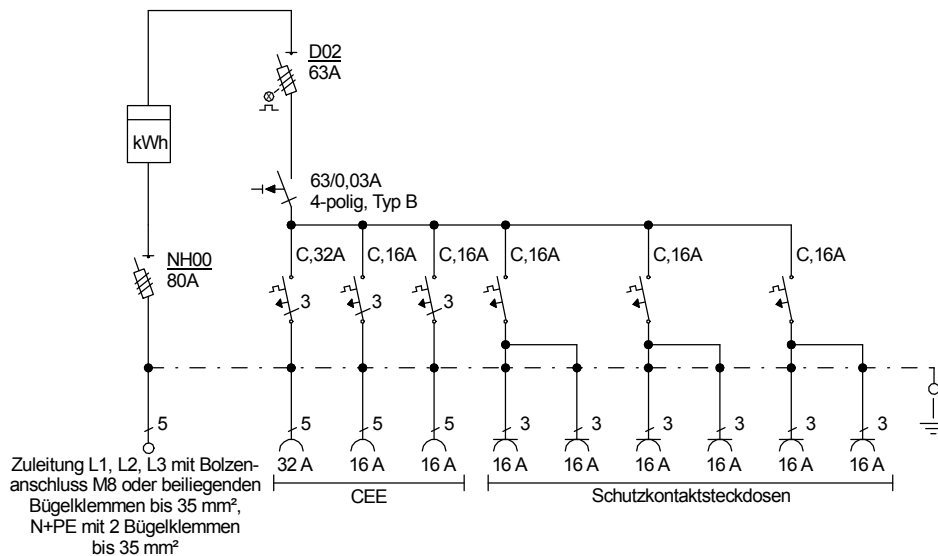 D02
63A
kWh
63/0,03A
4-polig, Typ B
NH00
80A
C,32A
C,16A
C,16A
C,16A
C,16A
C,16A
3
3
3
5
5
5
5
3
3
3
3
3
3
32 A
16 A
16 A
16 A
16 A
16 A
16 A
16 A
16 A
CEE
Schutzkontaktsteckdosen
Zuleitung L1, L2, L3 mit Bolzen-
anschluss M8 oder beiliegenden
Bügelklemmen bis 35 mm²,
N+PE mit 2 Bügelklemmen
bis 35 mm²